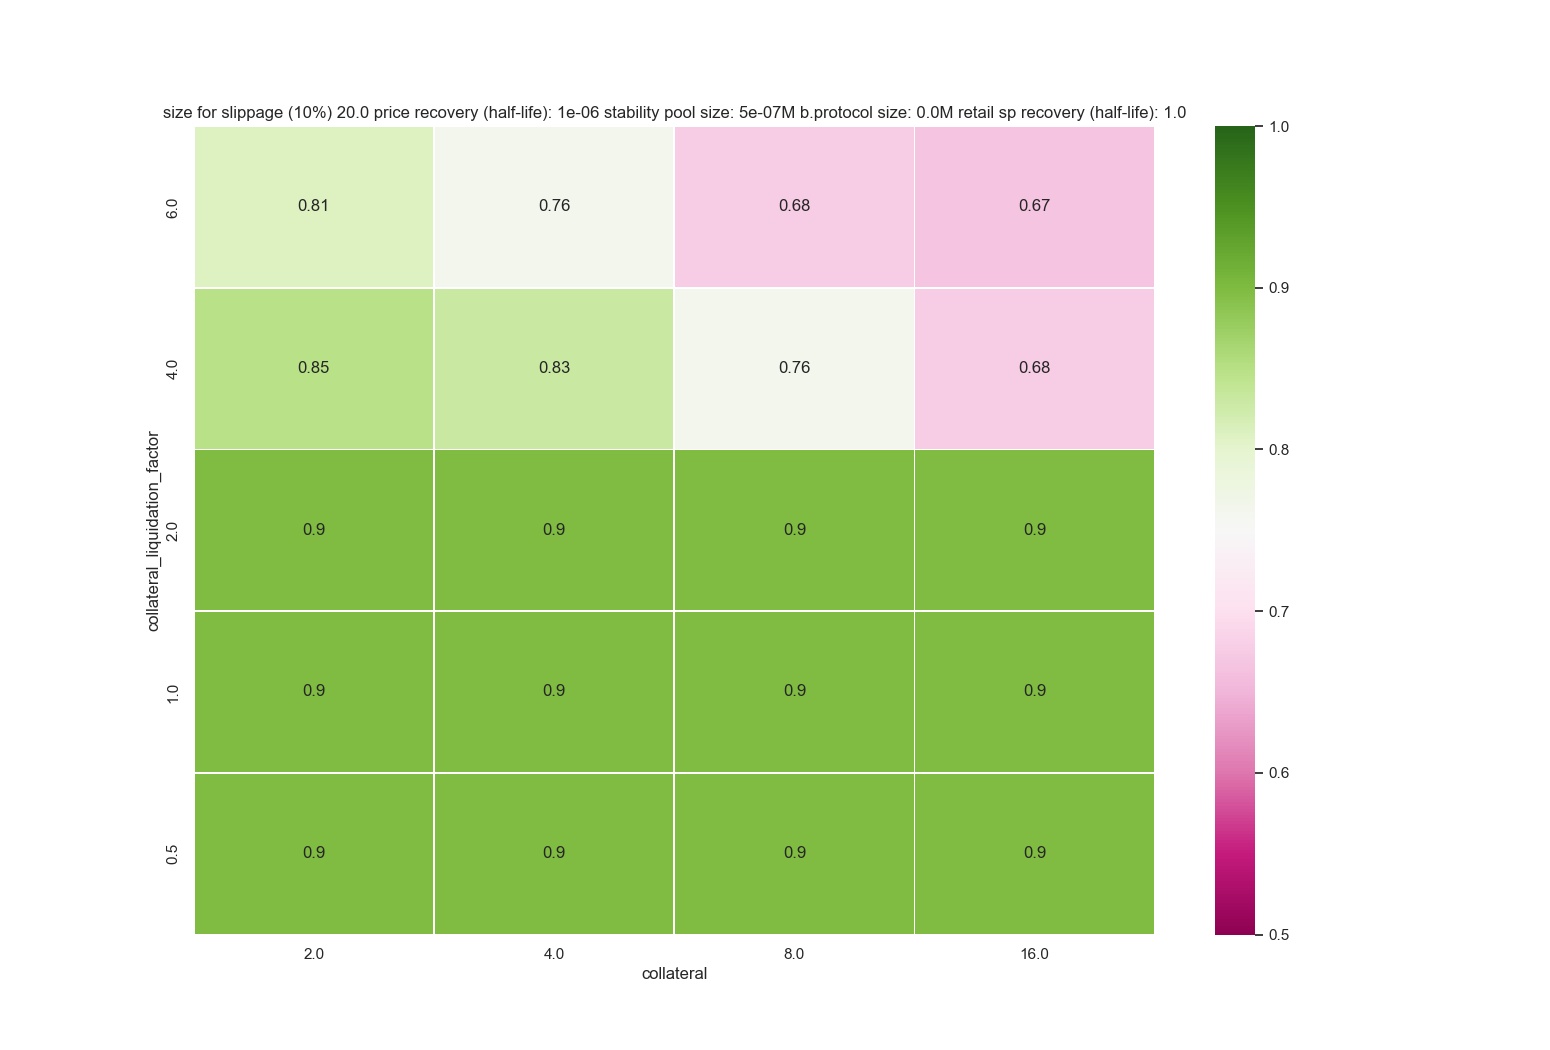 size for slippage (10%) 20.0 price recovery (half-life): 1e-06 stability pool size: 5e-07M b.protocol size: 0.0M retail sp recovery (half-life): 1.0
collateral_liquidation_factor
6.0
0.81 0.76 0.68 0.67
4.0
0.85 0.83 0.76 0.68
2.0
0.9 0.9 0.9 0.9
1.0
0.9 0.9 0.9 0.9
0.5
0.9 0.9 0.9 0.9
2.0 4.0 8.0 16.0
collateral
1.0
0.9
0.8
0.7
0.6
0.5